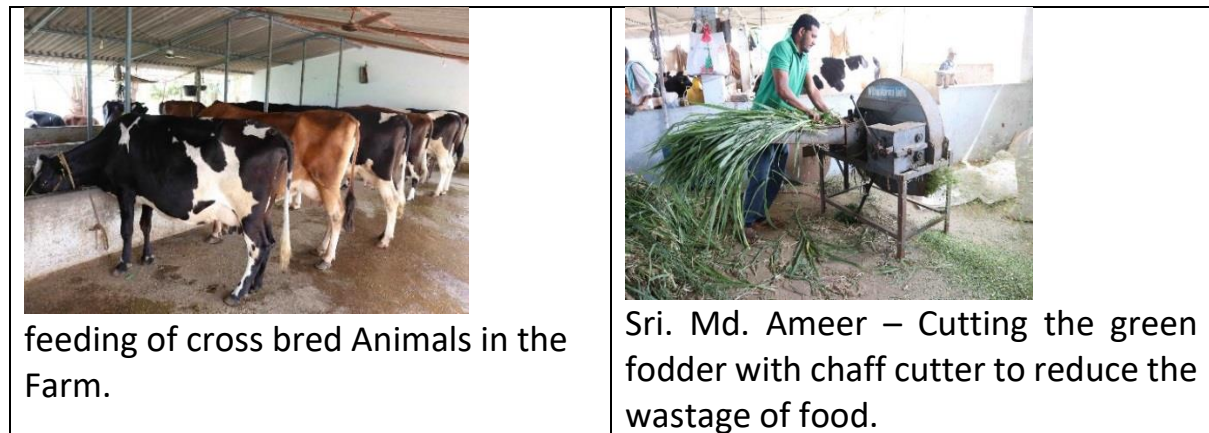 feeding of cross bred Animals in the
Farm.
Sri. Md. Ameer – Cutting the green
fodder with chaff cutter to reduce the
wastage of food.